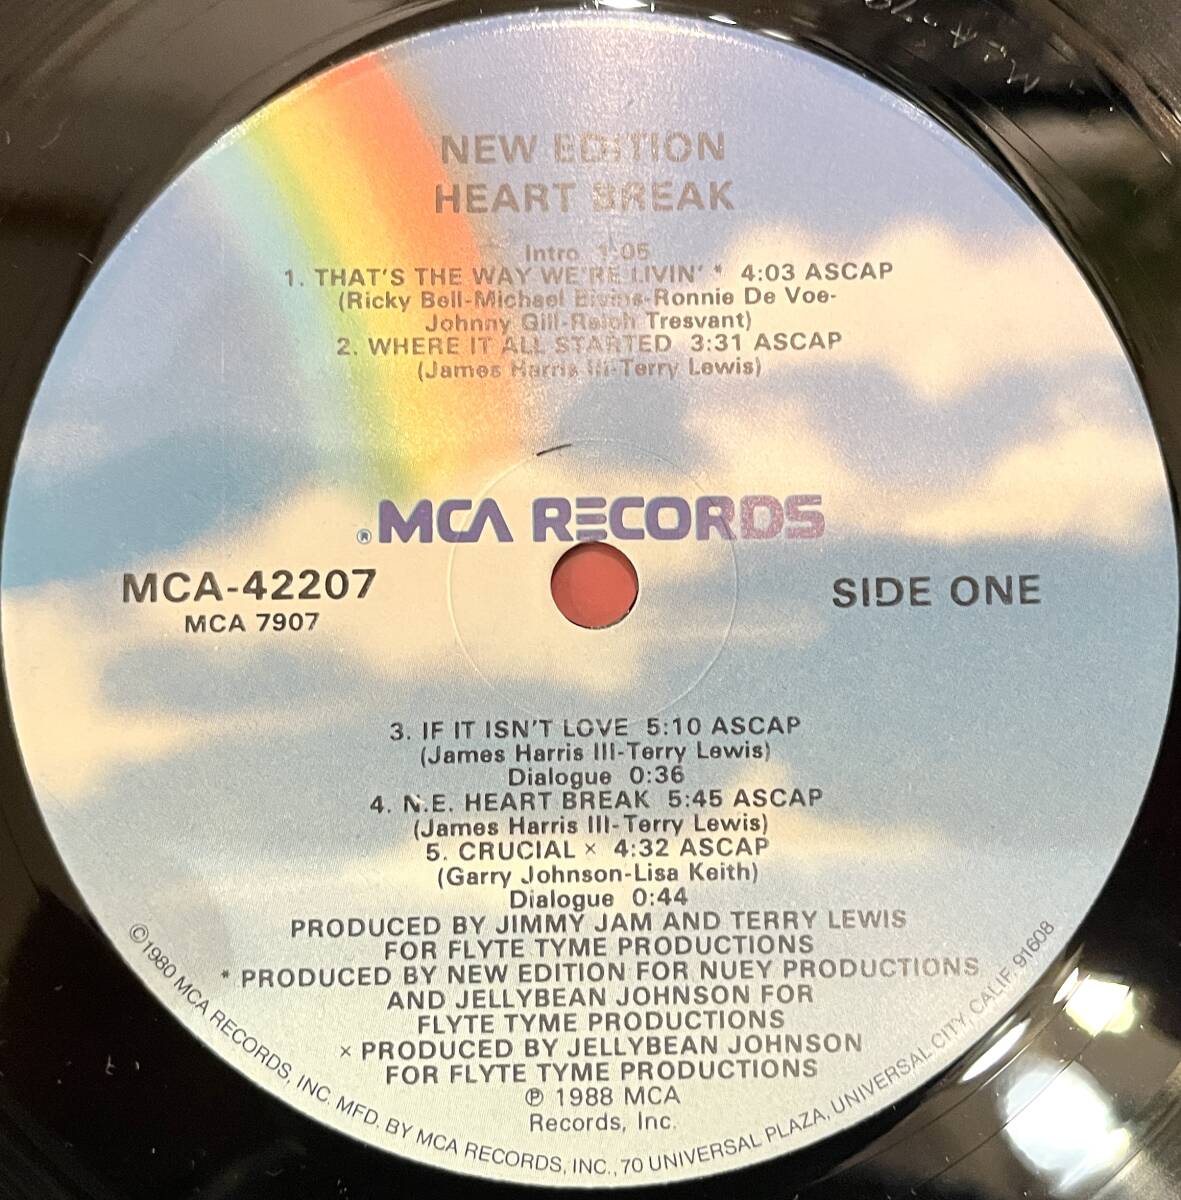 NEW EDITION
HEART BREAK
Intro 1:05
1. THAT'S THE WAY WE'RE LIVIN' * 4:03 ASCAP
(Ricky Bell-Michael Bivins-Ronnie De Voe-
Johnny Gill-Ralph Tresvant)
2. WHERE IT ALL STARTED 3:31 ASCAP
(James Harris III-Terry Lewis)
® MCA RECORDS
MCA-42207
MCA 7907
SIDE ONE
3. IF IT ISN'T LOVE 5:10 ASCAP
(James Harris III-Terry Lewis)
Dialogue 0:36
4. N.E. HEART BREAK 5:45 ASCAP
(James Harris III-Terry Lewis)
5. CRUCIAL × 4:32 ASCAP
(Garry Johnson-Lisa Keith)
Dialogue 0:44
PRODUCED BY JIMMY JAM AND TERRY LEWIS
FOR FLYTE TYME PRODUCTIONS
* PRODUCED BY NEW EDITION FOR NUEY PRODUCTIONS
AND JELLYBEAN JOHNSON FOR
FLYTE TYME PRODUCTIONS
× PRODUCED BY JELLYBEAN JOHNSON
FOR FLYTE TYME PRODUCTIONS
℗ 1988 MCA
Records, Inc.
©1980 MCA RECORDS, INC. MFD. BY MCA RECORDS, INC., 70 UNIVERSAL PLAZA, UNIVERSAL CITY, CALIF. 91608